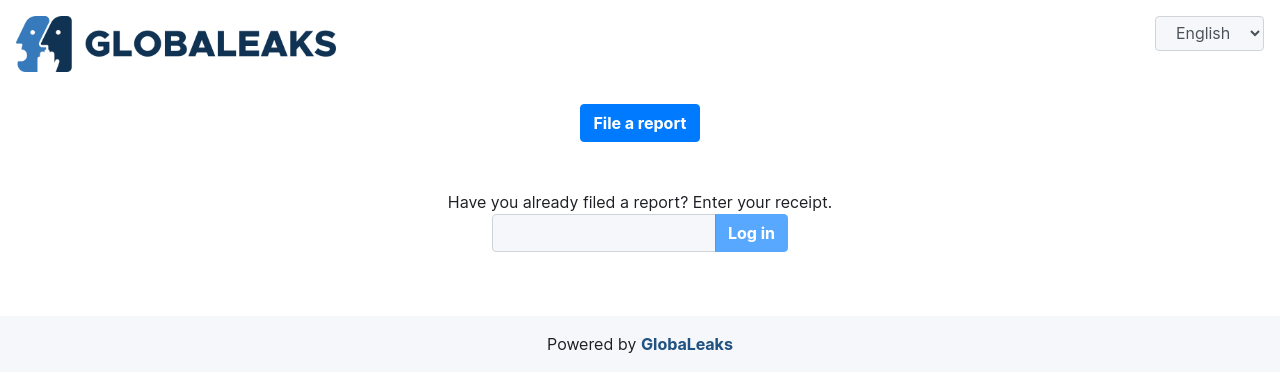 GLOBALEAKS
English
File a report
Have you already filed a report? Enter your receipt.
Log in
Powered by GlobaLeaks